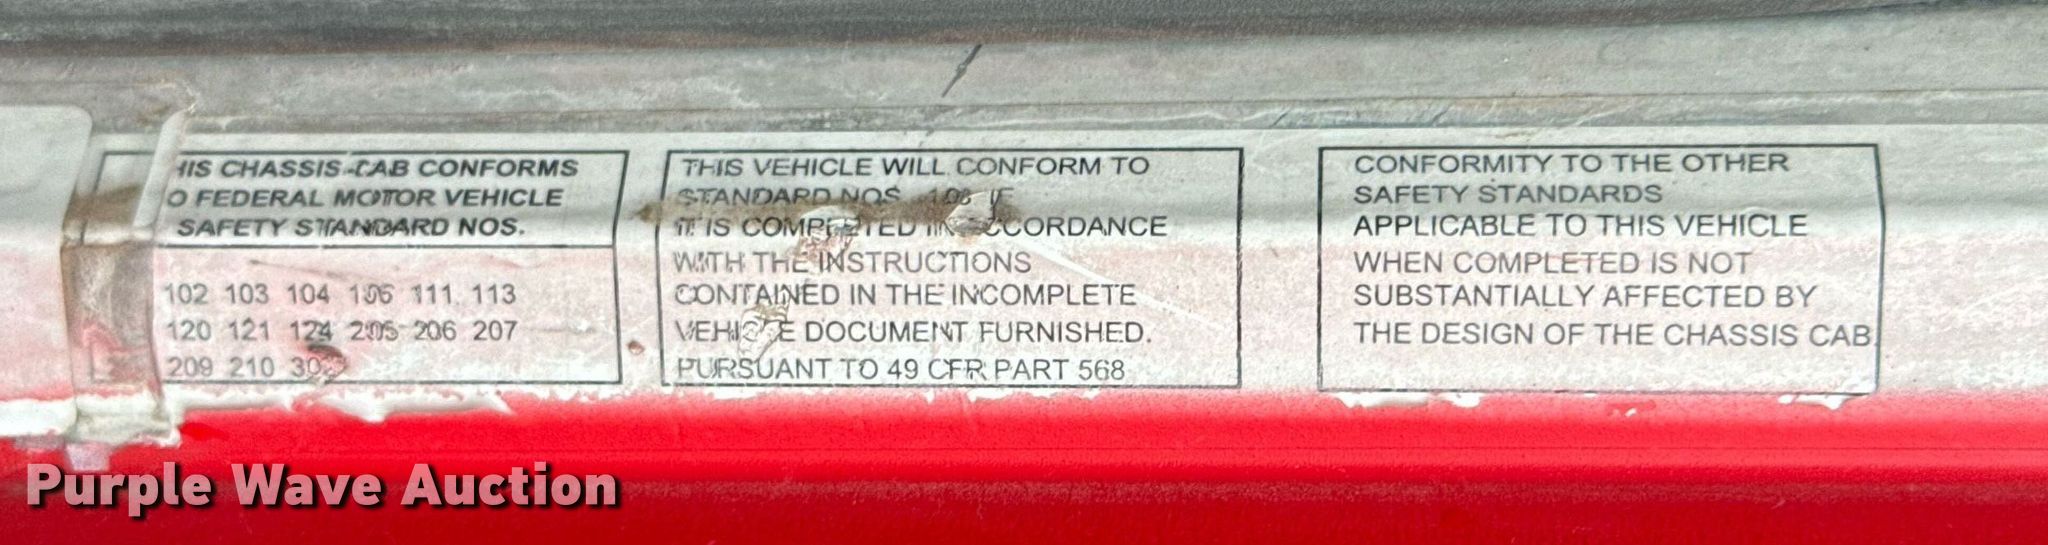 HIS CHASSIS-CAB CONFORMS
O FEDERAL MOTOR VEHICLE
SAFETY STANDARD NOS.
102 103 104 106 111. 113
120 121 124 205 206 207
209 210
THIS VEHICLE WILL CONFORM TO
STANDARD NOS. 108 IF
IT IS COMPLETED IN ACCORDANCE
WITH THE INSTRUCTIONS
CONTAINED IN THE INCOMPLETE
VEHICLE DOCUMENT FURNISHED.
PURSUANT TO 49 CFR PART 568
CONFORMITY TO THE OTHER
SAFETY STANDARDS
APPLICABLE TO THIS VEHICLE
WHEN COMPLETED IS NOT
SUBSTANTIALLY AFFECTED BY
THE DESIGN OF THE CHASSIS CAB
Purple Wave Auction